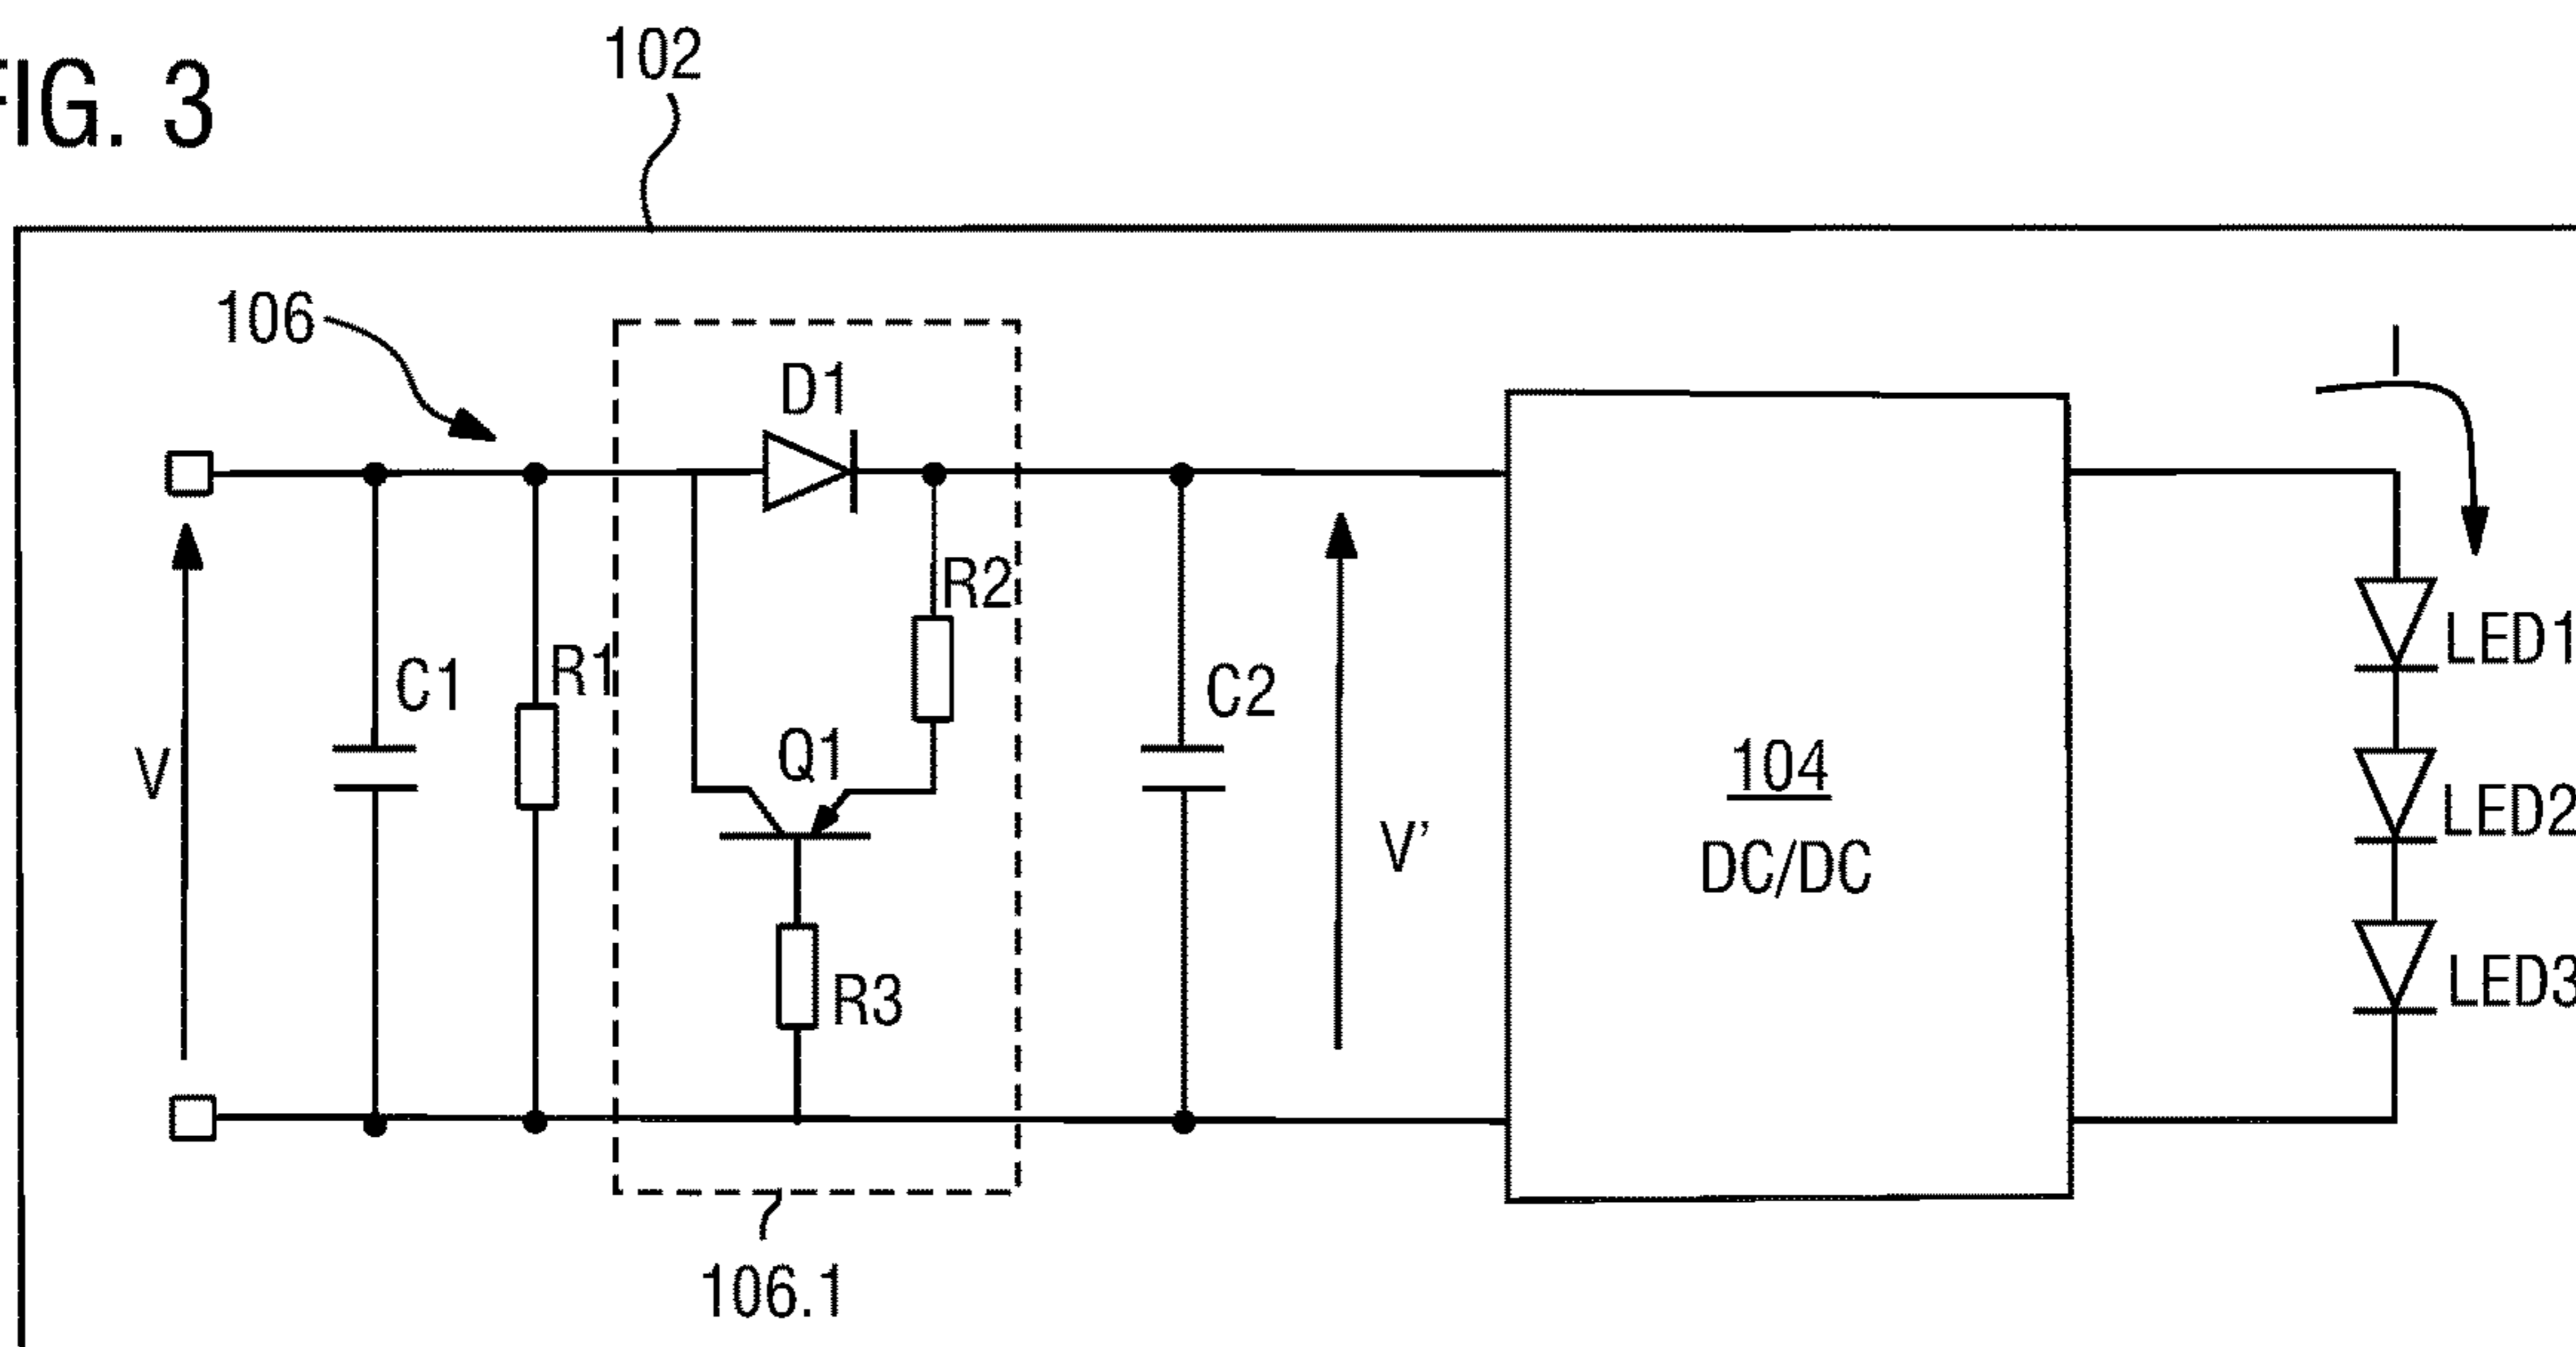 FIG. 3
102
106
D1
I
R2
C1
R1
C2
LED1
V
Q1
104
LED2
V'
DC/DC
R3
LED3
106.1